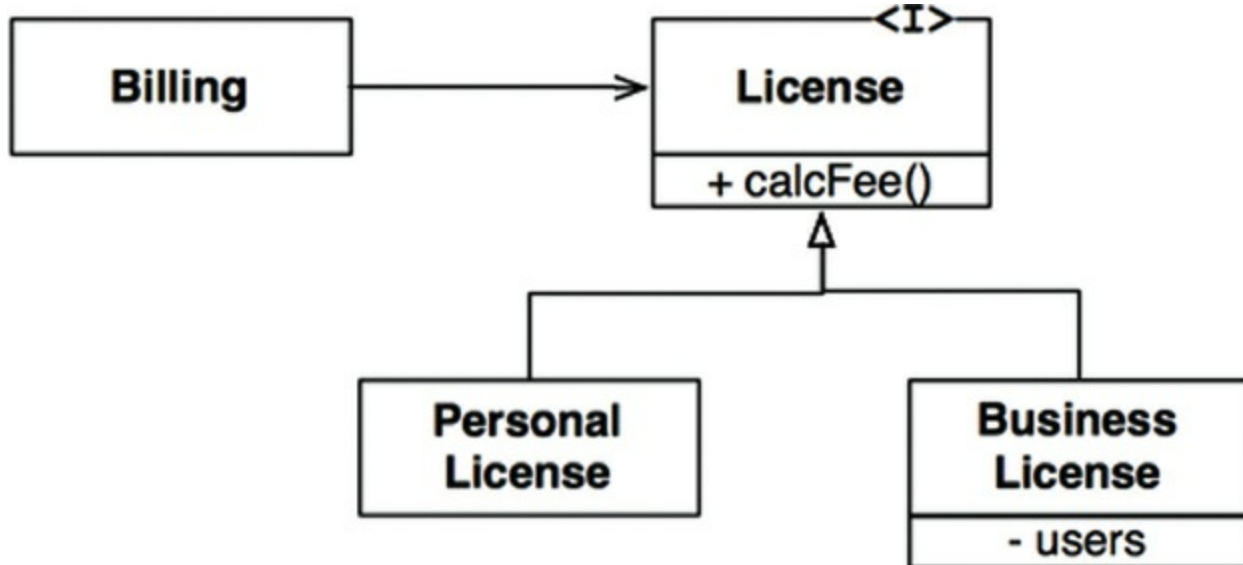 <I>
Billing
License
+ calcFee()
Personal
License
Business
License
- users